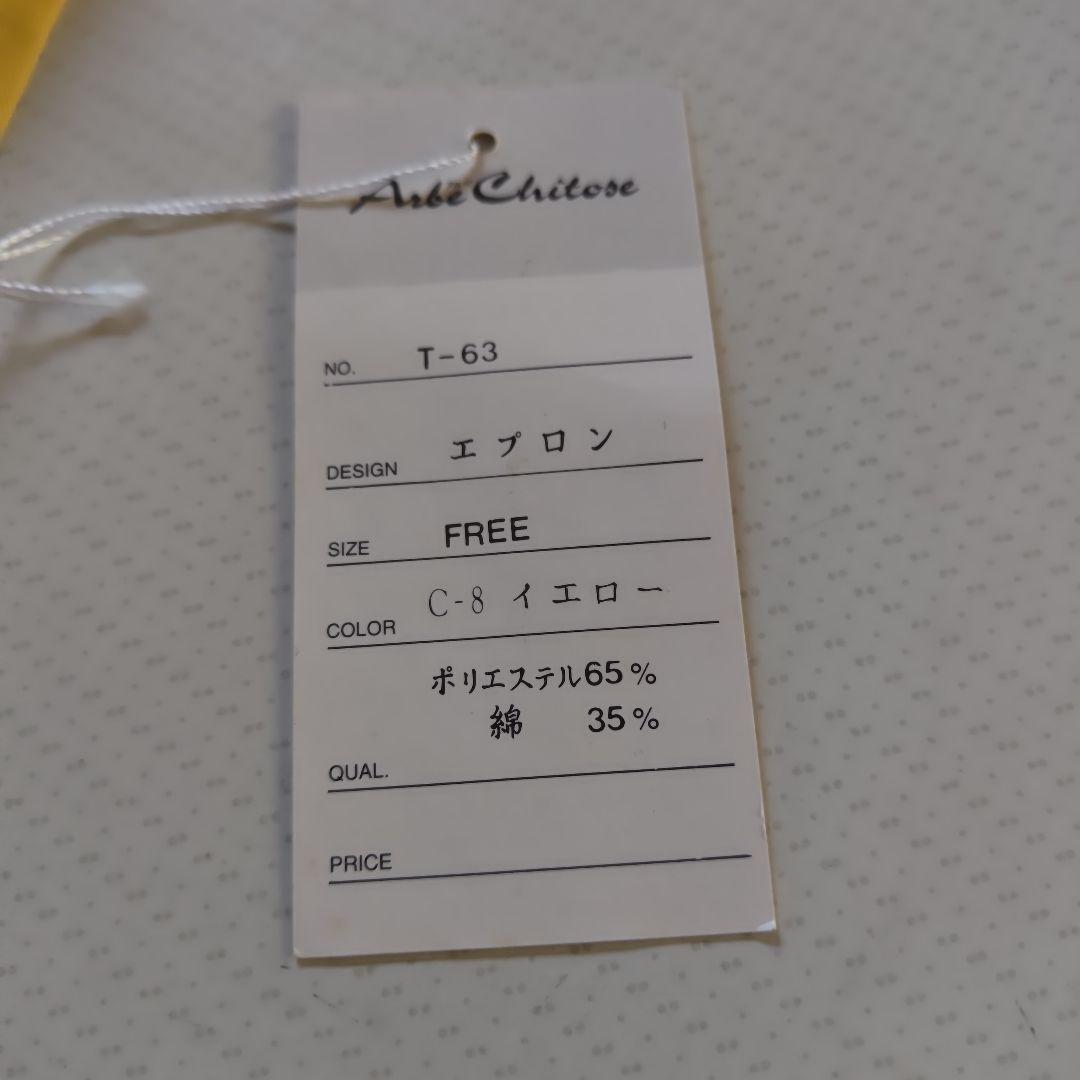 Arbe Chitose
NO. T-63
DESIGN エプロン
SIZE FREE
COLOR C-8 イエロー
ポリエステル65%
綿 35%
QUAL.
PRICE